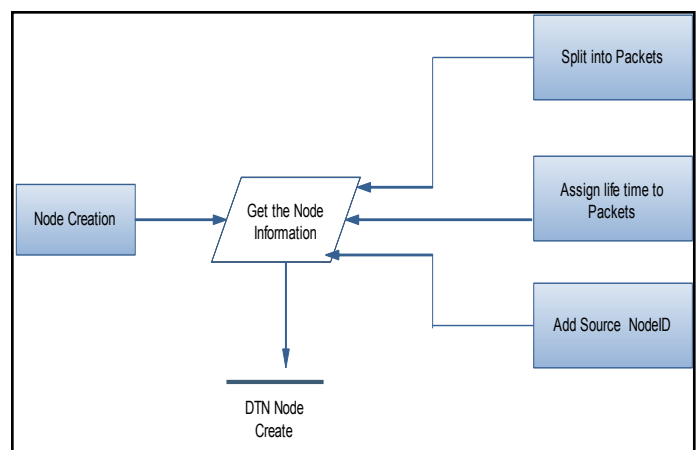 Split into Packets
Node Creation
Get the Node
Information
Assign life time to
Packets
Add Source NodeID
DTN Node
Create